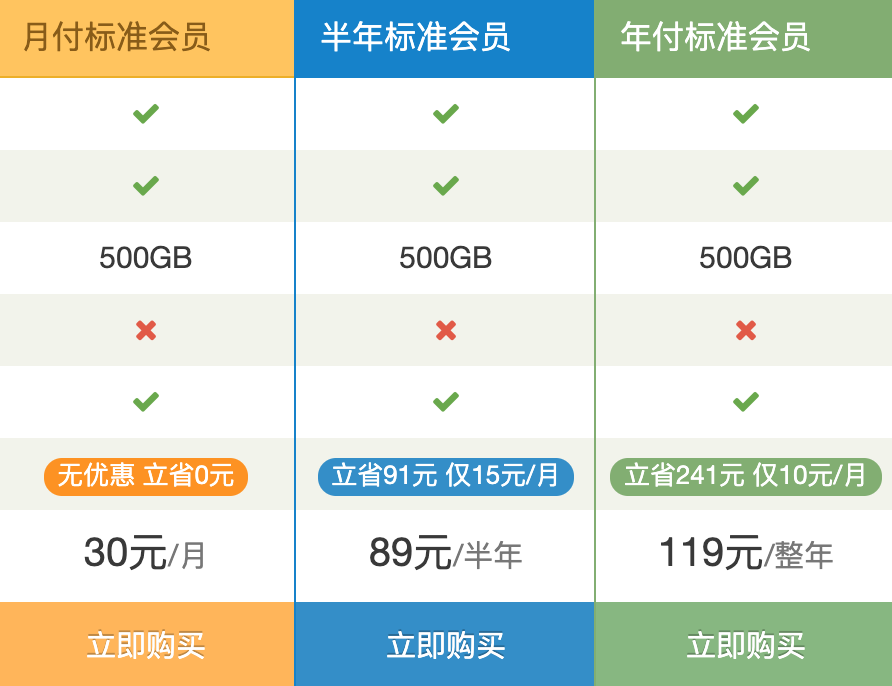 月付标准会员 半年标准会员 年付标准会员
500GB 500GB 500GB
无优惠 立省0元 立省91元 仅15元/月 立省241元 仅10元/月
30元/月 89元/半年 119元/整年
立即购买 立即购买 立即购买